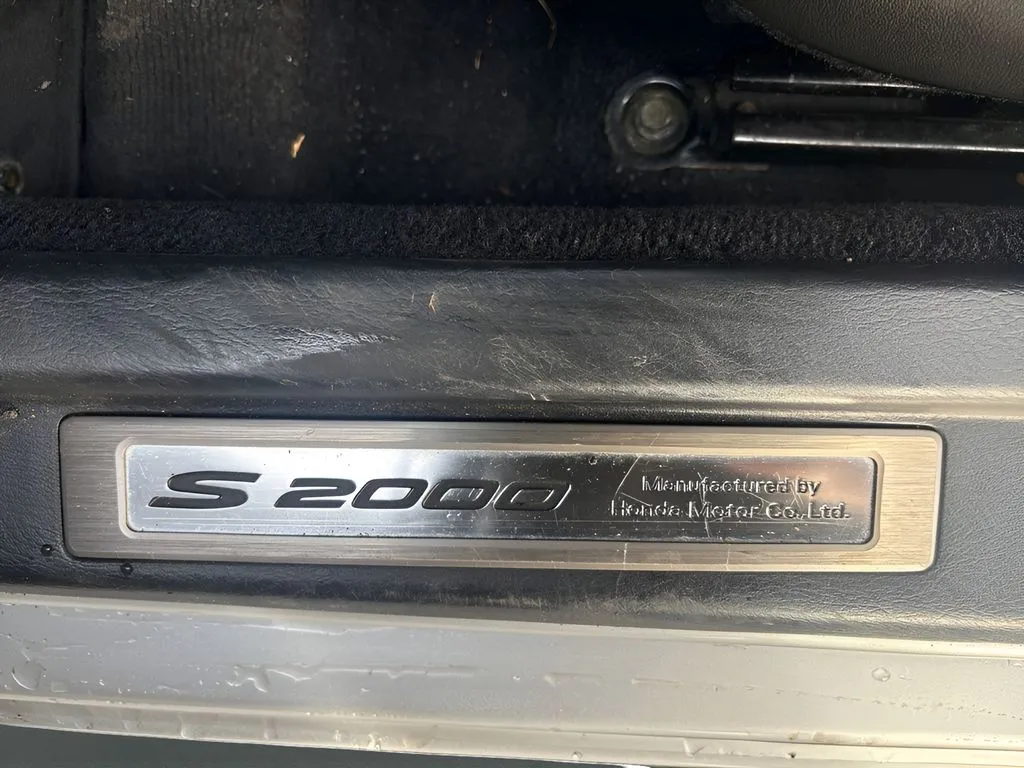 S2000
Manufactured by
Honda Motor Co.,Ltd.